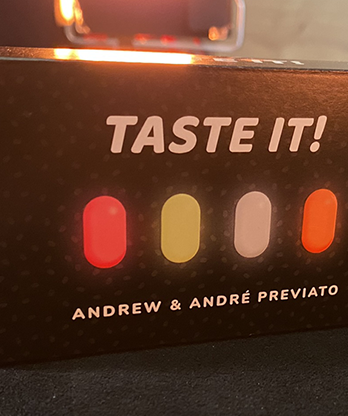 TASTE IT!
ANDREW & ANDRÉ PREVIATO